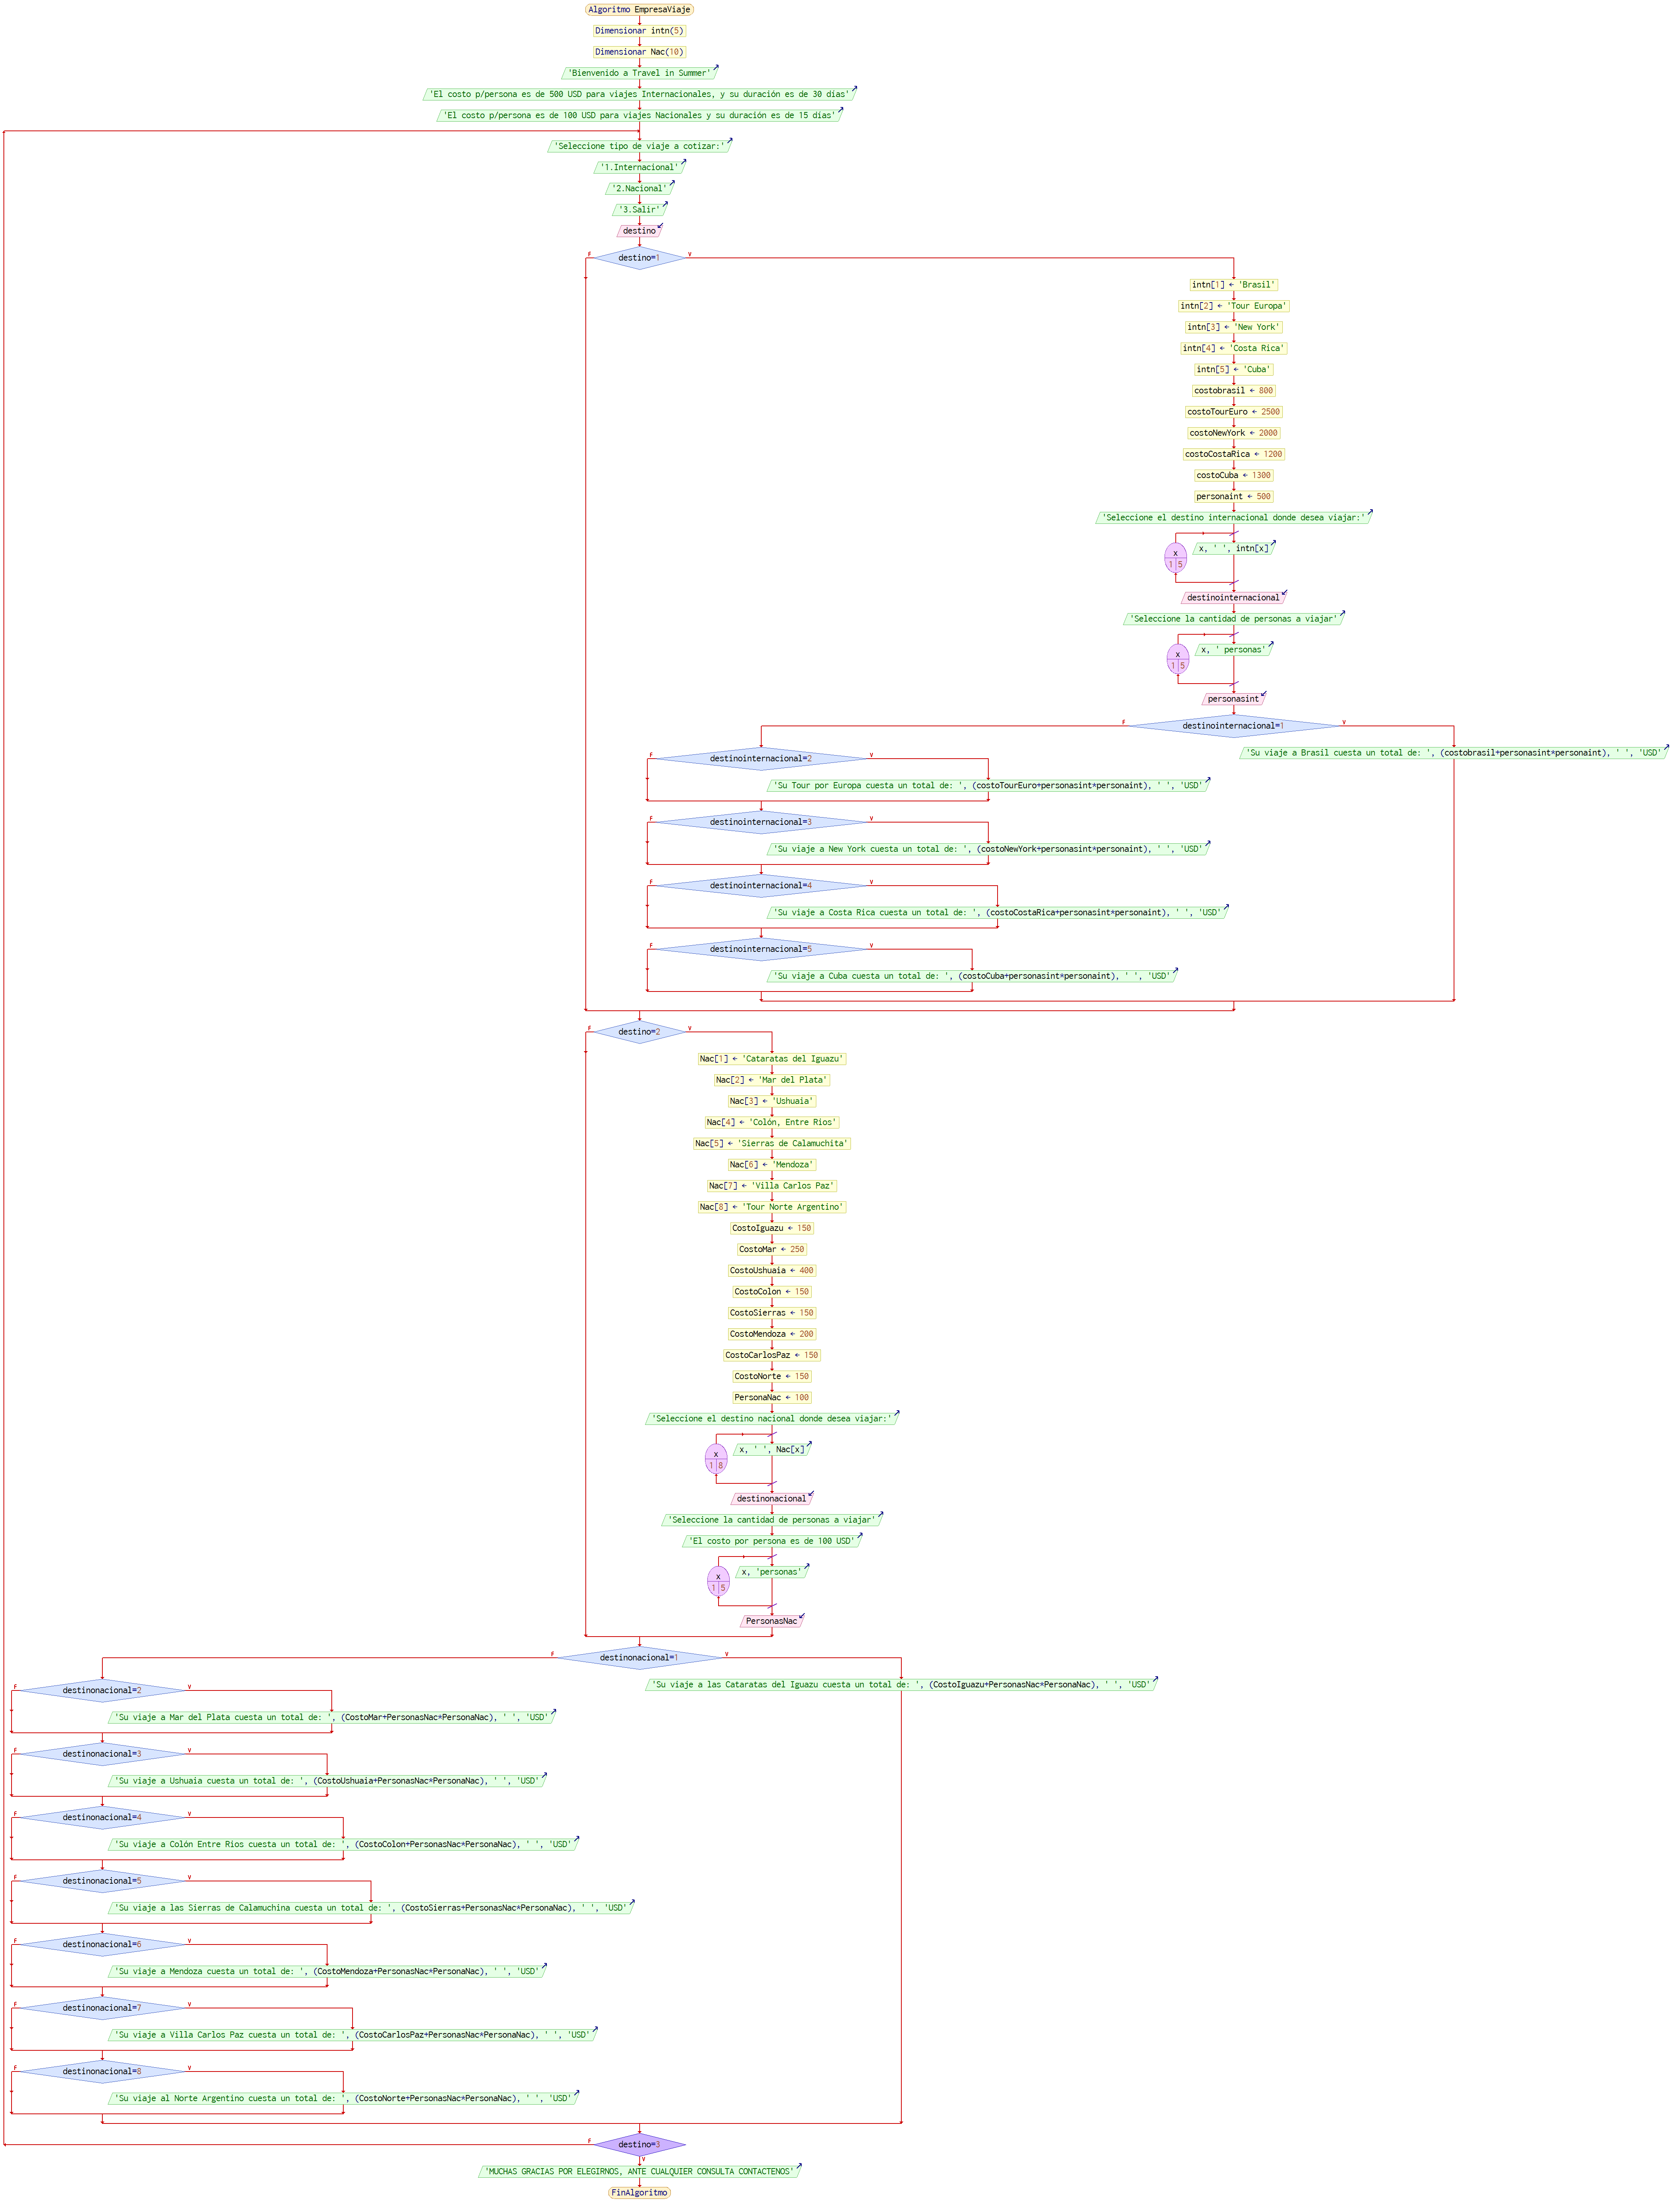 Algoritmo EmpresaViaje
Dimensionar intn(5)
Dimensionar Nac(10)
'Bienvenido a Travel in Summer'
'El costo p/persona es de 500 USD para viajes Internacionales, y su duración es de 30 días'
'El costo p/persona es de 100 USD para viajes Nacionales y su duración es de 15 días'
'Seleccione tipo de viaje a cotizar:'
'1.Internacional'
'2.Nacional'
'3.Salir'
destino
F
V
destino=1
intn[1] ← 'Brasil'
intn[2] ← 'Tour Europa'
intn[3] ← 'New York'
intn[4] ← 'Costa Rica'
intn[5] ← 'Cuba'
costobrasil ← 800
costoTourEuro ← 2500
costoNewYork ← 2000
costoCostaRica ← 1200
costoCuba ← 1300
personaint ← 500
'Seleccione el destino internacional donde desea viajar:'
x, ' ', intn[x]
x
1 5
destinointernacional
'Seleccione la cantidad de personas a viajar'
x, ' personas'
x
1 5
personasint
F
V
destinointernacional=1
'Su viaje a Brasil cuesta un total de: ', (costobrasil+personasint*personaint), ' ', 'USD'
F
V
destinointernacional=2
'Su Tour por Europa cuesta un total de: ', (costoTourEuro+personasint*personaint), ' ', 'USD'
F
V
destinointernacional=3
'Su viaje a New York cuesta un total de: ', (costoNewYork+personasint*personaint), ' ', 'USD'
F
V
destinointernacional=4
'Su viaje a Costa Rica cuesta un total de: ', (costoCostaRica+personasint*personaint), ' ', 'USD'
F
V
destinointernacional=5
'Su viaje a Cuba cuesta un total de: ', (costoCuba+personasint*personaint), ' ', 'USD'
F
V
destino=2
Nac[1] ← 'Cataratas del Iguazu'
Nac[2] ← 'Mar del Plata'
Nac[3] ← 'Ushuaia'
Nac[4] ← 'Colón, Entre Rios'
Nac[5] ← 'Sierras de Calamuchita'
Nac[6] ← 'Mendoza'
Nac[7] ← 'Villa Carlos Paz'
Nac[8] ← 'Tour Norte Argentino'
CostoIguazu ← 150
CostoMar ← 250
CostoUshuaia ← 400
CostoColon ← 150
CostoSierras ← 150
CostoMendoza ← 200
CostoCarlosPaz ← 150
CostoNorte ← 150
PersonaNac ← 100
'Seleccione el destino nacional donde desea viajar:'
x, ' ', Nac[x]
x
1 8
destinonacional
'Seleccione la cantidad de personas a viajar'
'El costo por persona es de 100 USD'
x, 'personas'
x
1 5
PersonasNac
F
V
destinonacional=1
'Su viaje a las Cataratas del Iguazu cuesta un total de: ', (CostoIguazu+PersonasNac*PersonaNac), ' ', 'USD'
F
V
destinonacional=2
'Su viaje a Mar del Plata cuesta un total de: ', (CostoMar+PersonasNac*PersonaNac), ' ', 'USD'
F
V
destinonacional=3
'Su viaje a Ushuaia cuesta un total de: ', (CostoUshuaia+PersonasNac*PersonaNac), ' ', 'USD'
F
V
destinonacional=4
'Su viaje a Colón Entre Rios cuesta un total de: ', (CostoColon+PersonasNac*PersonaNac), ' ', 'USD'
F
V
destinonacional=5
'Su viaje a las Sierras de Calamuchina cuesta un total de: ', (CostoSierras+PersonasNac*PersonaNac), ' ', 'USD'
F
V
destinonacional=6
'Su viaje a Mendoza cuesta un total de: ', (CostoMendoza+PersonasNac*PersonaNac), ' ', 'USD'
F
V
destinonacional=7
'Su viaje a Villa Carlos Paz cuesta un total de: ', (CostoCarlosPaz+PersonasNac*PersonaNac), ' ', 'USD'
F
V
destinonacional=8
'Su viaje al Norte Argentino cuesta un total de: ', (CostoNorte+PersonasNac*PersonaNac), ' ', 'USD'
F
destino=3
V
'MUCHAS GRACIAS POR ELEGIRNOS, ANTE CUALQUIER CONSULTA CONTACTENOS'
FinAlgoritmo